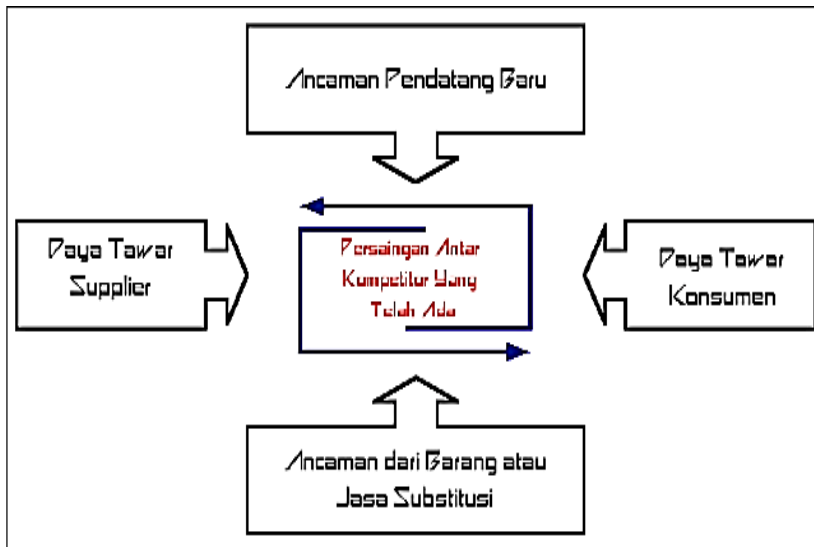 Ancaman Pendatang Baru
Daya Tawar
Supplier
Persaingan Antar
Kompetitor Yang
Telah Ada
Daya Tawar
Konsumen
Ancaman dari Barang atau
Jasa Substitusi